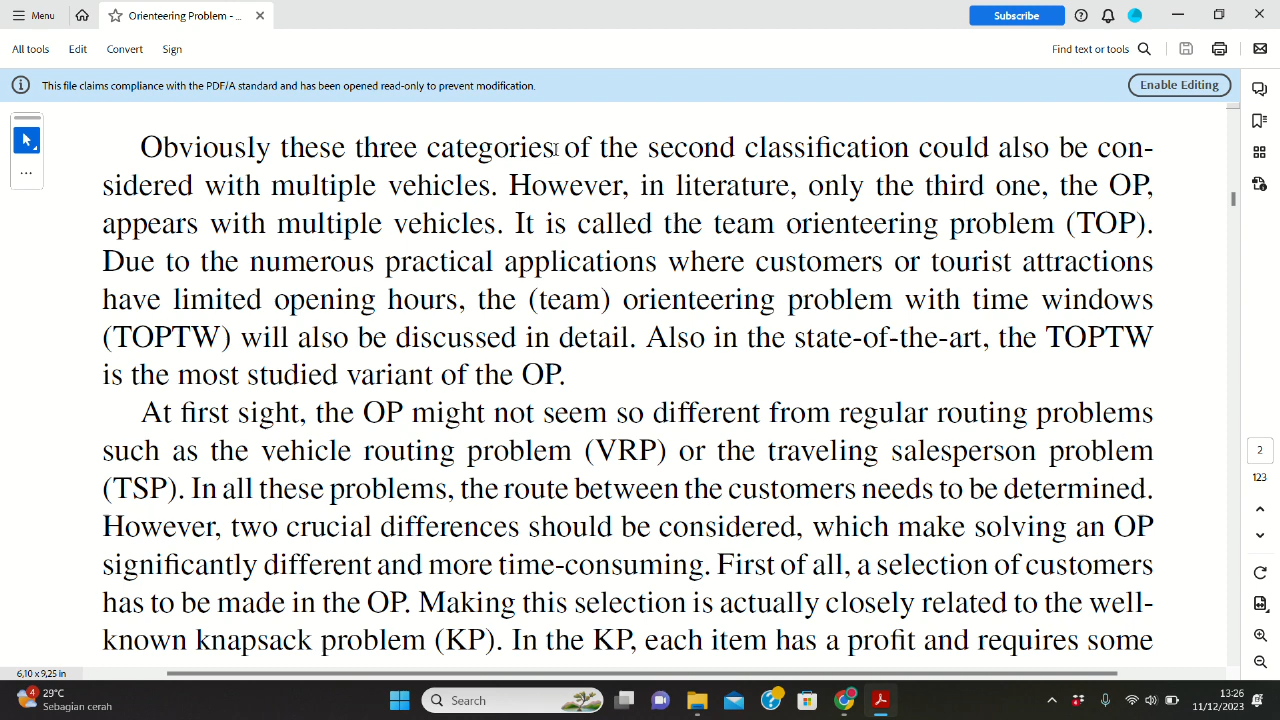 Menu
Orienteering Problem - ...
Subscribe
All tools Edit Convert Sign
Find text or tools
This file claims compliance with the PDF/A standard and has been opened read-only to prevent modification.
Enable Editing
Obviously these three categories of the second classification could also be con-
sidered with multiple vehicles. However, in literature, only the third one, the OP,
appears with multiple vehicles. It is called the team orienteering problem (TOP).
Due to the numerous practical applications where customers or tourist attractions
have limited opening hours, the (team) orienteering problem with time windows
(TOPTW) will also be discussed in detail. Also in the state-of-the-art, the TOPTW
is the most studied variant of the OP.
At first sight, the OP might not seem so different from regular routing problems
such as the vehicle routing problem (VRP) or the traveling salesperson problem
(TSP). In all these problems, the route between the customers needs to be determined.
However, two crucial differences should be considered, which make solving an OP
significantly different and more time-consuming. First of all, a selection of customers
has to be made in the OP. Making this selection is actually closely related to the well-
known knapsack problem (KP). In the KP, each item has a profit and requires some
2
123
6,10 x 9,25 in
4
29°C
Sebagian cerah
Search
13:26
11/12/2023